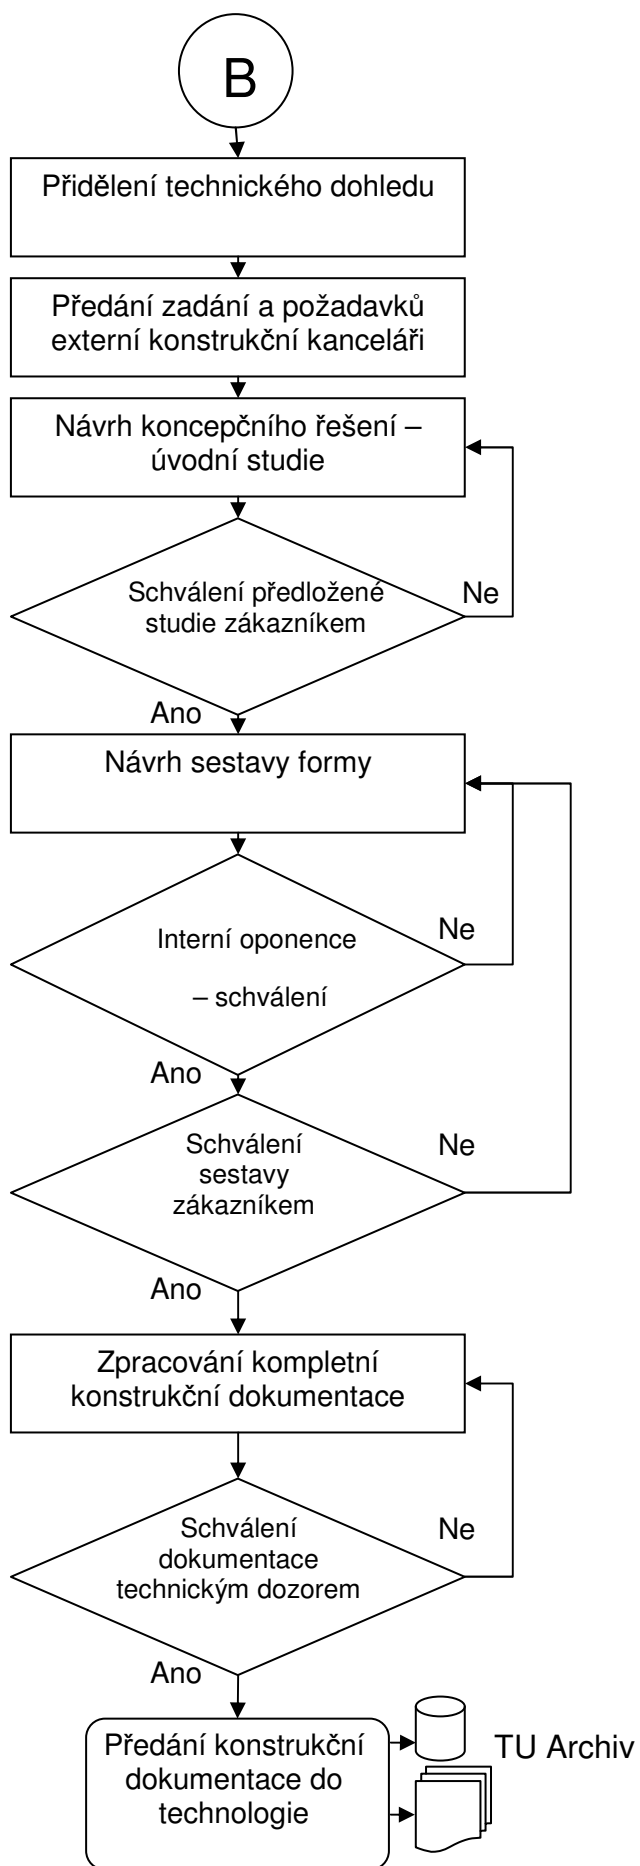 B
Přidělení technického dohledu
Předání zadání a požadavků
externí konstrukční kanceláři
Návrh koncepčního řešení –
úvodní studie
Schválení předložené
studie zákazníkem
Ne
Ano
Návrh sestavy formy
Interní oponence
– schválení
Ne
Ano
Schválení
sestavy
zákazníkem
Ne
Ano
Zpracování kompletní
konstrukční dokumentace
Schválení
dokumentace
technickým dozorem
Ne
Ano
Předání konstrukční
dokumentace do
technologie
TU Archiv